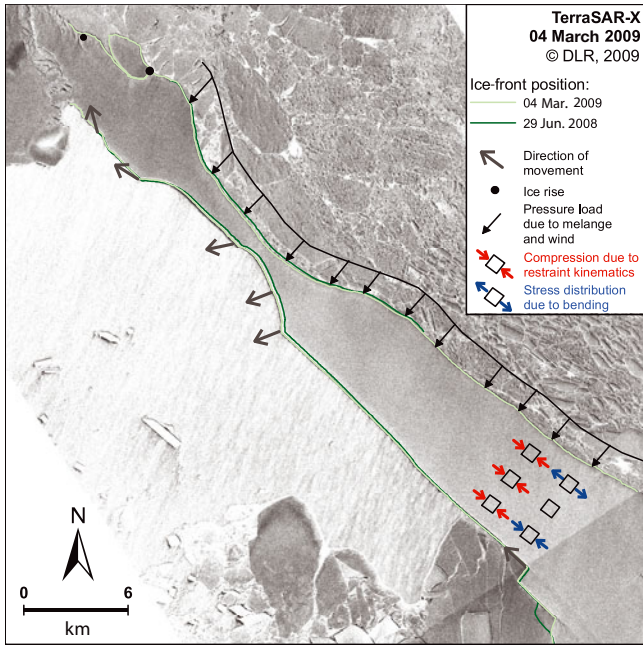 TerraSAR-X
04 March 2009
© DLR, 2009
Ice-front position:
04 Mar. 2009
29 Jun. 2008
Direction of
movement
Ice rise
Pressure load
due to melange
and wind
Compression due to
restraint kinematics
Stress distribution
due to bending
N
0 6
km